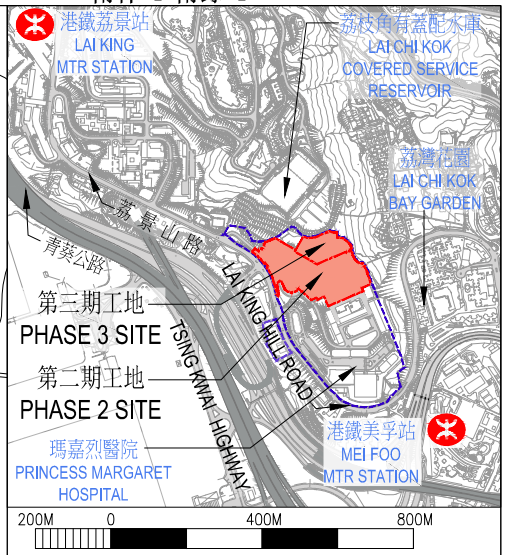 港鐵荔景站
LAI KING
MTR STATION
荔枝角有蓋配水庫
LAI CHI KOK
COVERED SERVICE
RESERVOIR
荔灣花園
LAI CHI KOK
BAY GARDEN
荔景山路
青葵公路
第三期工地
PHASE 3 SITE
LAI KING HILL ROAD
TSING KWAI HIGHWAY
第二期工地
PHASE 2 SITE
瑪嘉烈醫院
PRINCESS MARGARET
HOSPITAL
港鐵美孚站
MEI FOO
MTR STATION
200M 0 400M 800M